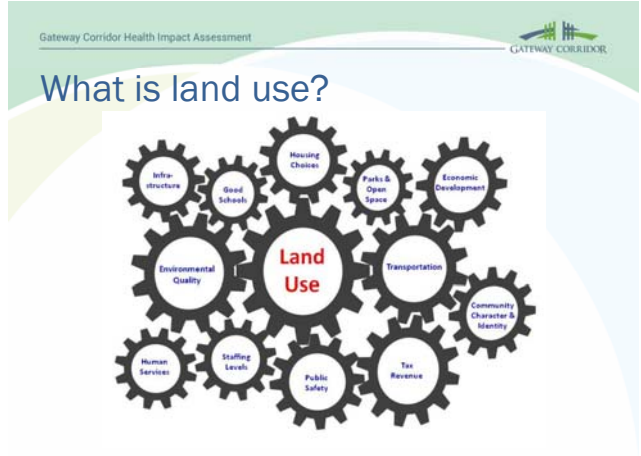 Gateway Corridor Health Impact Assessment
GATEWAY CORRIDOR
What is land use?
Infra-
structure
Good
Schools
Housing
Choices
Parks &
Open
Space
Economic
Development
Environmental
Quality
Land
Use
Transportation
Community
Character &
Identity
Human
Services
Staffing
Levels
Public
Safety
Tax
Revenue